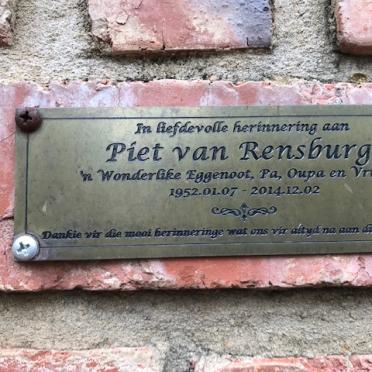 In liefdevolle herinnering aan
Piet van Rensburg
'n Wonderlike Eggenoot, Pa, Oupa en
1952.01.07 - 2014.12.02
Dankie vir die mooi herinneringe wat ons vir altyd na aan